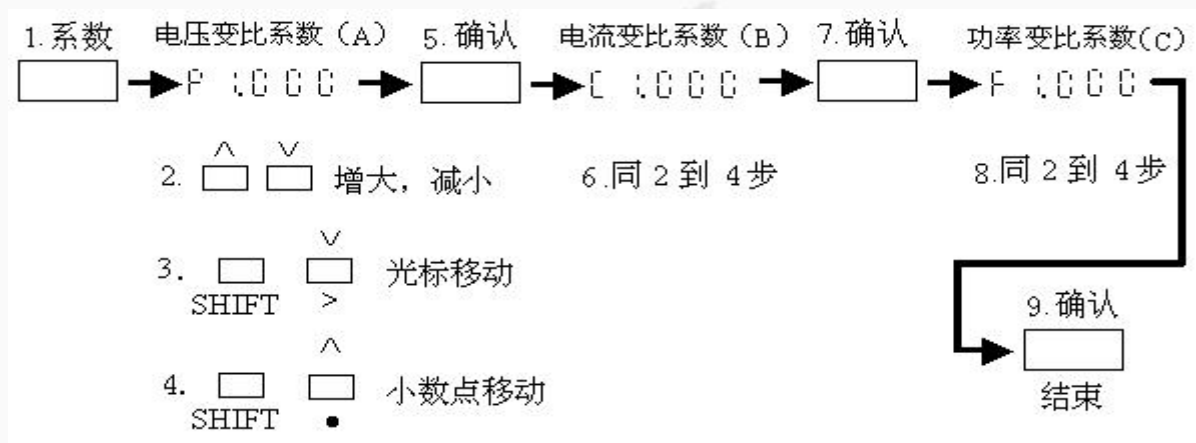 1.系数 电压变比系数（A） 5.确认 电流变比系数（B） 7.确认 功率变比系数(C)
P 1.000 C 1.000 F 1.000
∧ ∨
2. 增大，减小 6.同 2 到 4步 8.同 2 到 4步
∨
3. 光标移动
SHIFT >
9.确认
∧
4. 小数点移动
SHIFT •
结束